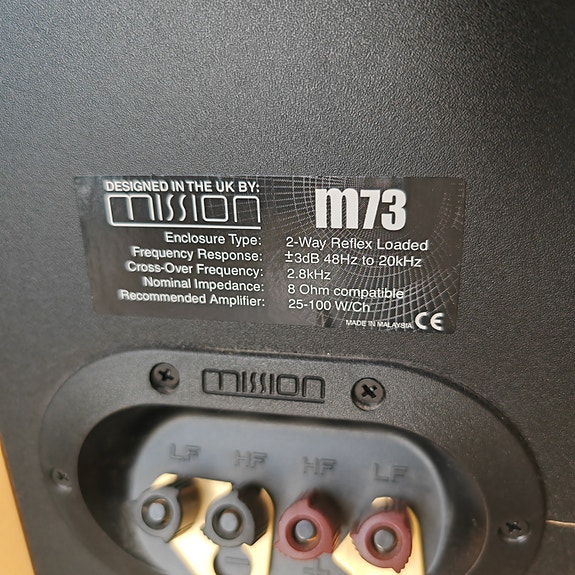 DESIGNED IN THE UK BY:
mission
m73
Enclosure Type: 2-Way Reflex Loaded
Frequency Response: ±3dB 48Hz to 20kHz
Cross-Over Frequency: 2.8kHz
Nominal Impedance: 8 Ohm compatible
Recommended Amplifier: 25-100 W/Ch
MADE IN MALAYSIA CE
mission
LF HF HF LF
- +